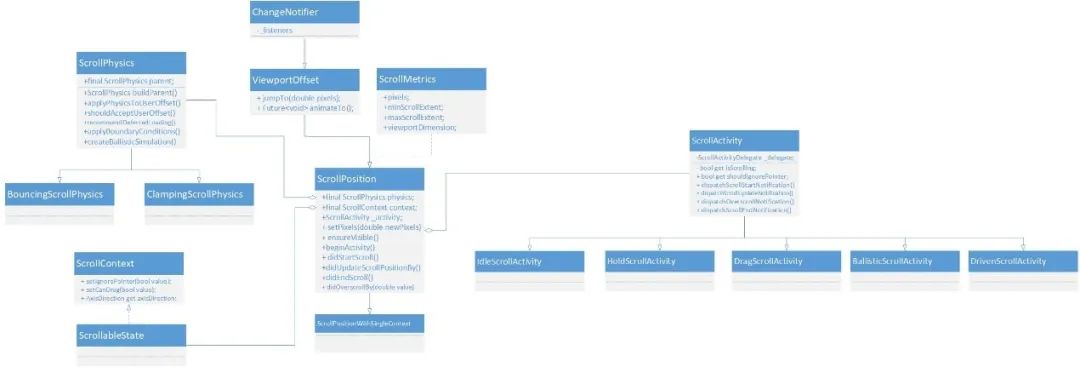 ChangeNotifier
-_listeners
ScrollPhysics
+final ScrollPhysics parent;
+ScrollPhysics buildParent()
+applyPhysicsToUserOffset()
+shouldAcceptUserOffset()
+recommendDeferredLoading()
+applyBoundaryConditions()
+createBallisticSimulation()
ViewportOffset
+ jumpTo(double pixels);
+ Future<void> animateTo();
ScrollMetrics
+pixels;
+minScrollExtent;
+maxScrollExtent;
+viewportDimension;
BouncingScrollPhysics
ClampingScrollPhysics
ScrollPosition
+final ScrollPhysics physics;
+final ScrollContext context;
+ScrollActivity _activity;
+ setPixels(double newPixels)
+ ensureVisible()
+beginActivity()
+ didStartScroll()
+didUpdateScrollPositionBy()
+didEndScroll()
+ didOverscrollBy(double value)
ScrollPositionWithSingleContext
ScrollContext
+ setIgnorePointer(bool value);
+ setCanDrag(bool value);
+ AxisDirection get axisDirection;
ScrollableState
ScrollActivity
-ScrollActivityDelegate _delegate;
bool get isScrolling;
+ bool get shouldIgnorePointer;
+ dispatchScrollStartNotification()
+ dispatchScrollUpdateNotification()
+ dispatchOverscrollNotification()
+ dispatchScrollEndNotification()
IdleScrollActivity
HoldScrollActivity
DragScrollActivity
BallisticScrollActivity
DrivenScrollActivity